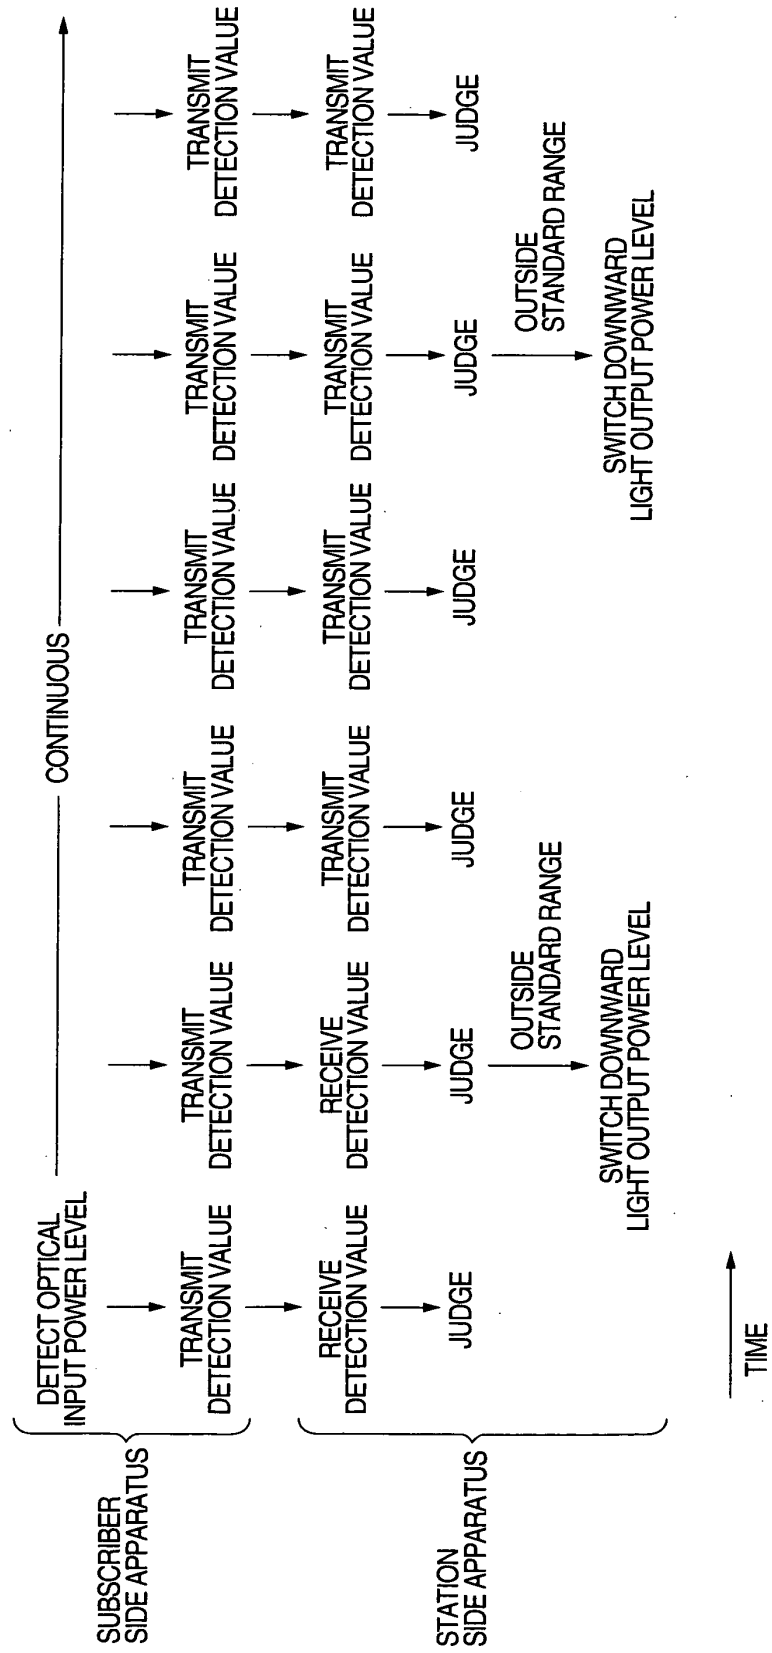 SUBSCRIBER
SIDE APPARATUS
DETECT OPTICAL
INPUT POWER LEVEL
CONTINUOUS
TRANSMIT
DETECTION VALUE
TRANSMIT
DETECTION VALUE
TRANSMIT
DETECTION VALUE
TRANSMIT
DETECTION VALUE
TRANSMIT
DETECTION VALUE
TRANSMIT
DETECTION VALUE
STATION
SIDE APPARATUS
RECEIVE
DETECTION VALUE
RECEIVE
DETECTION VALUE
TRANSMIT
DETECTION VALUE
TRANSMIT
DETECTION VALUE
TRANSMIT
DETECTION VALUE
TRANSMIT
DETECTION VALUE
JUDGE
JUDGE
JUDGE
JUDGE
JUDGE
JUDGE
OUTSIDE
STANDARD RANGE
OUTSIDE
STANDARD RANGE
SWITCH DOWNWARD
LIGHT OUTPUT POWER LEVEL
SWITCH DOWNWARD
LIGHT OUTPUT POWER LEVEL
TIME